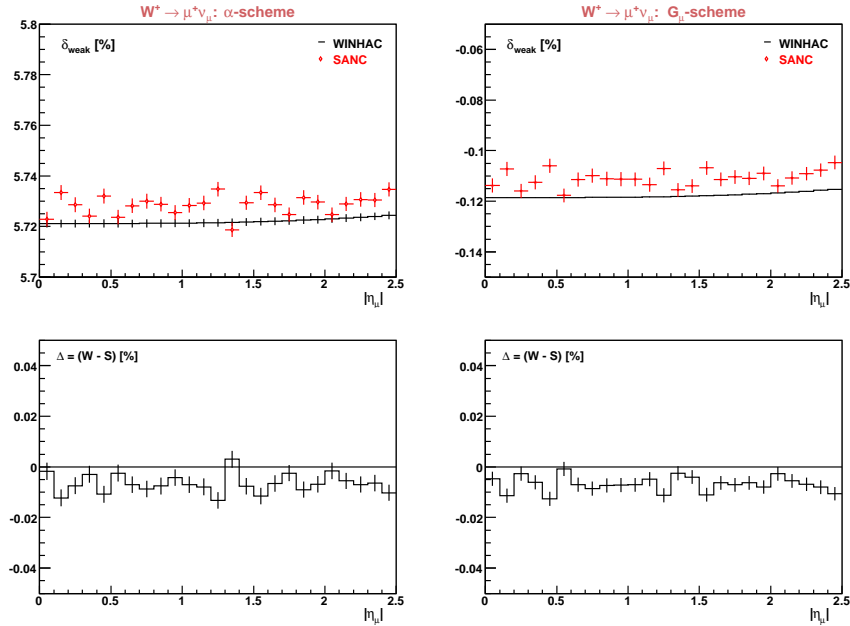 W⁺ → μ⁺ν_μ: α-scheme
5.8
5.78
5.76
5.74
5.72
5.7
δ_weak [%]
WINHAC
SANC
0 0.5 1 1.5 2 2.5
|η_μ|
W⁺ → μ⁺ν_μ: G_μ-scheme
-0.06
-0.08
-0.1
-0.12
-0.14
δ_weak [%]
WINHAC
SANC
0 0.5 1 1.5 2 2.5
|η_μ|
Δ = (W - S) [%]
0.04
0.02
0
-0.02
-0.04
0 0.5 1 1.5 2 2.5
|η_μ|
Δ = (W - S) [%]
0.04
0.02
0
-0.02
-0.04
0 0.5 1 1.5 2 2.5
|η_μ|